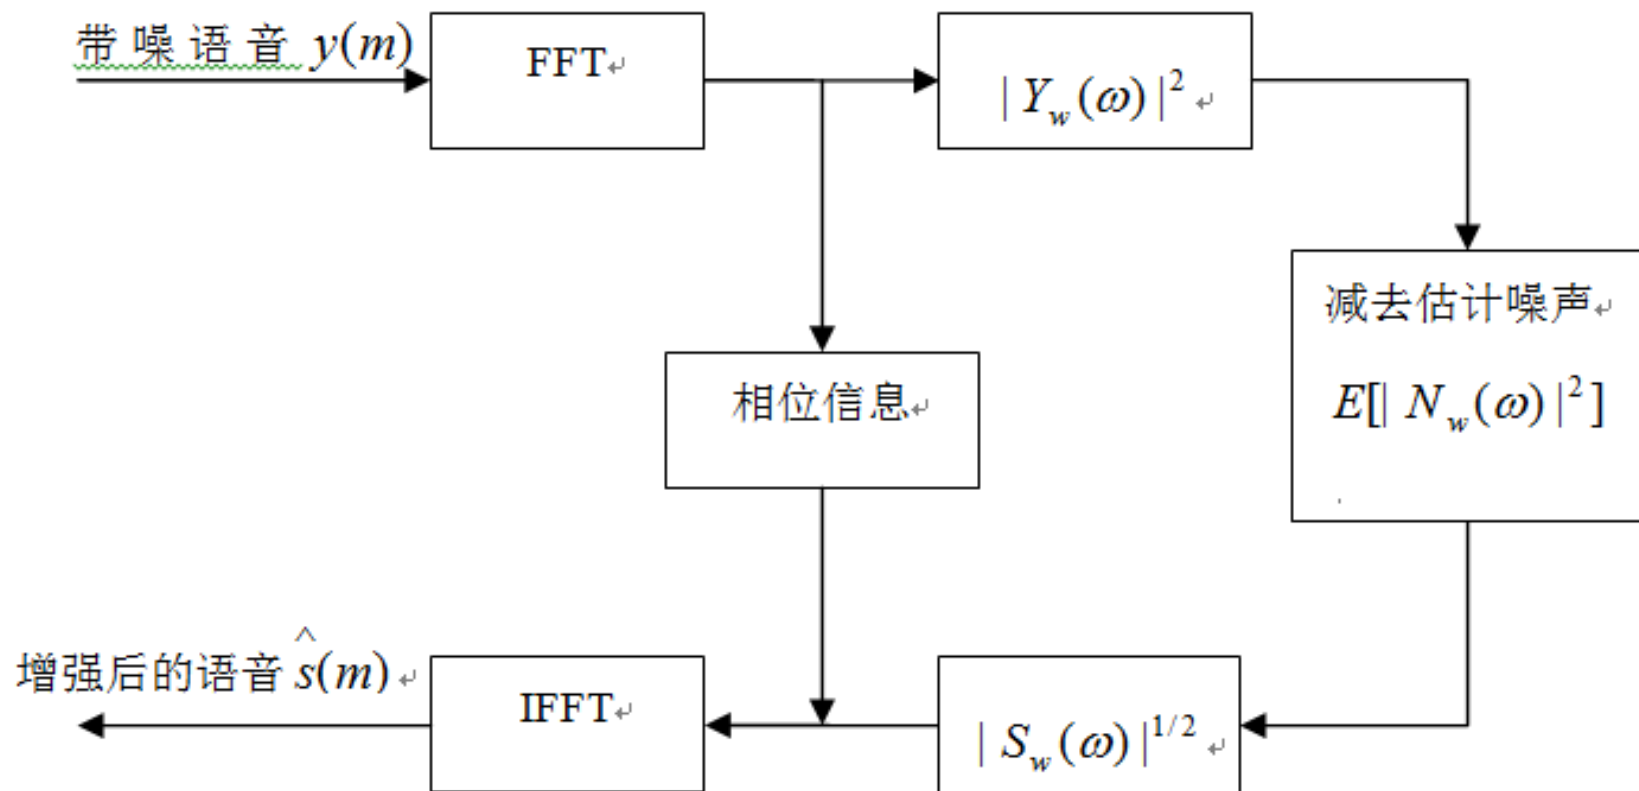 带噪语音 y(m)
FFT
| Y_w(ω) |^2
减去估计噪声
E[| N_w(ω) |^2]
相位信息
增强后的语音 ŝ(m)
IFFT
| S_w(ω) |^{1/2}